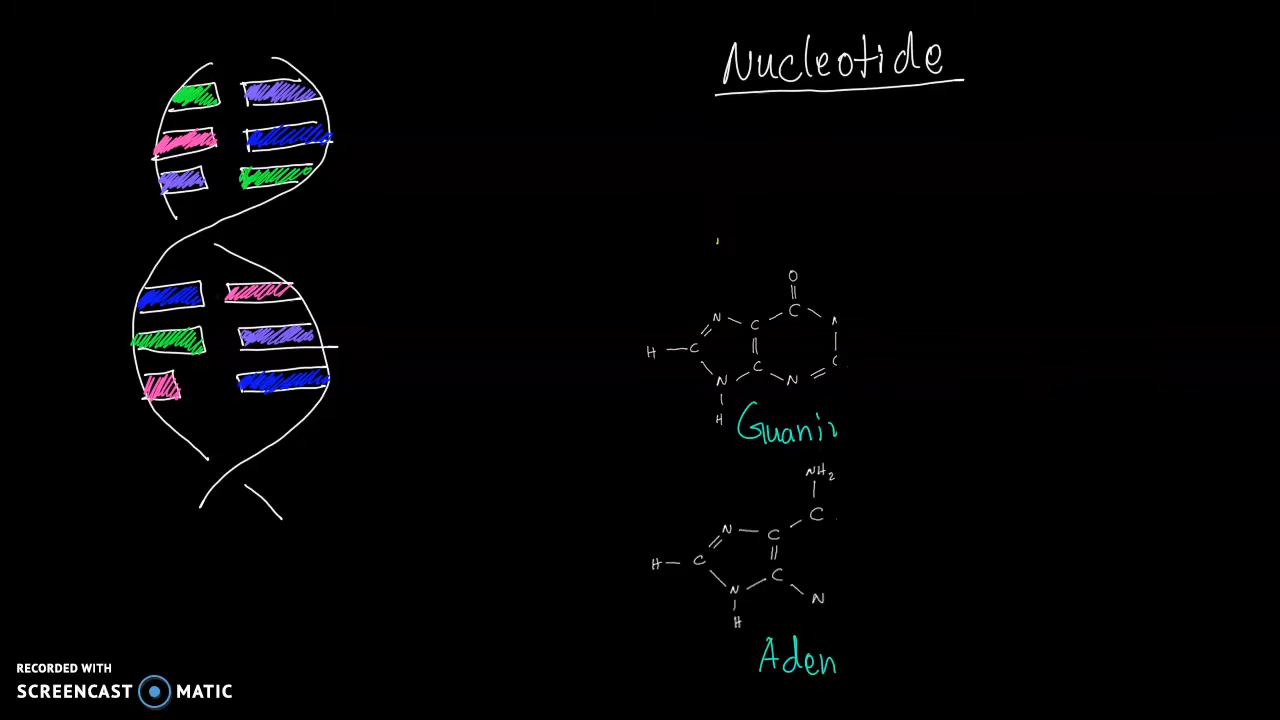 Nucleotide
O
N C C N
H C C C
N N
H
Guani
NH2
C
N C
H C C
N N
H
Aden
RECORDED WITH
SCREENCAST MATIC